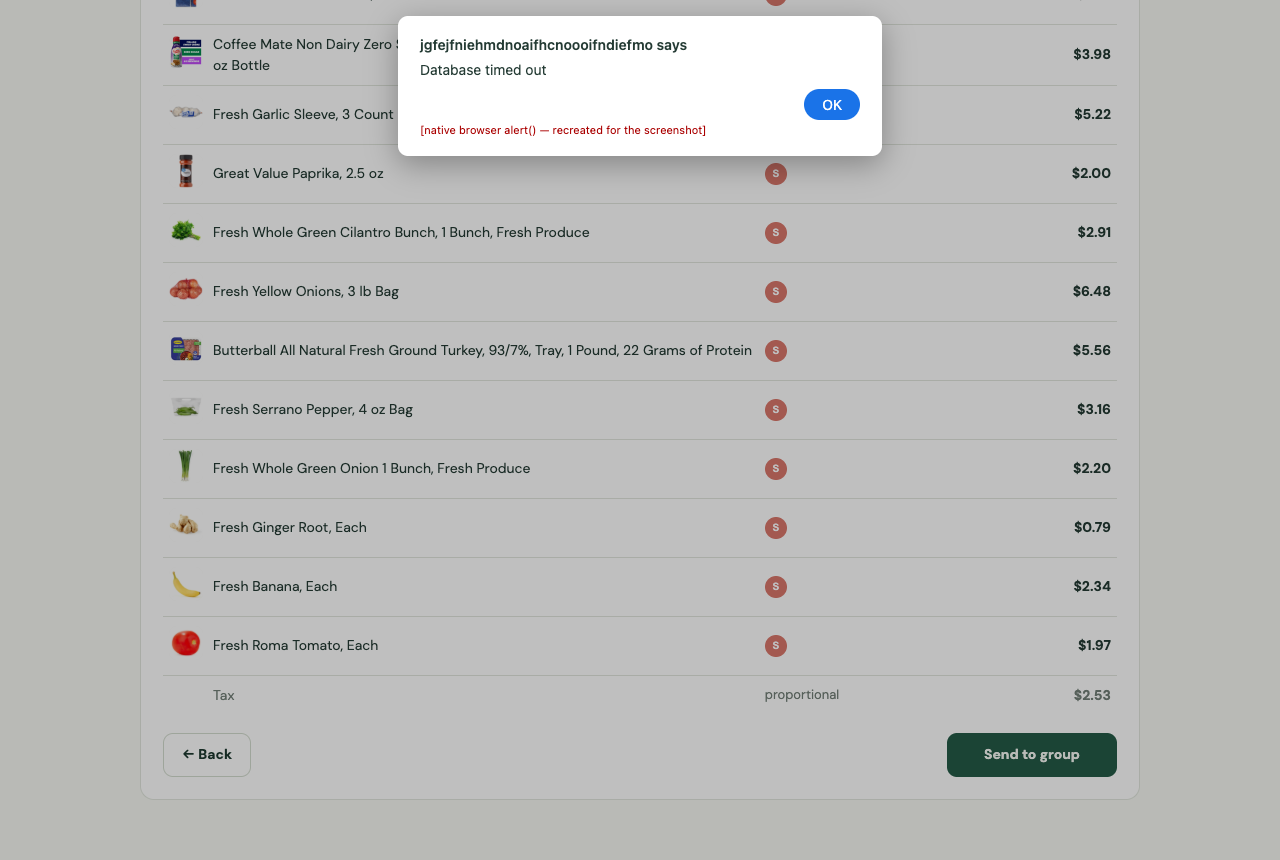 jgfejfniehmdnoaifhcnoooifndiefmo says
Database timed out
OK
[native browser alert() — recreated for the screenshot]
Coffee Mate Non Dairy Zero
oz Bottle
$3.98
Fresh Garlic Sleeve, 3 Count
$5.22
Great Value Paprika, 2.5 oz
S
$2.00
Fresh Whole Green Cilantro Bunch, 1 Bunch, Fresh Produce
S
$2.91
Fresh Yellow Onions, 3 lb Bag
S
$6.48
Butterball All Natural Fresh Ground Turkey, 93/7%, Tray, 1 Pound, 22 Grams of Protein
S
$5.56
Fresh Serrano Pepper, 4 oz Bag
S
$3.16
Fresh Whole Green Onion 1 Bunch, Fresh Produce
S
$2.20
Fresh Ginger Root, Each
S
$0.79
Fresh Banana, Each
S
$2.34
Fresh Roma Tomato, Each
S
$1.97
Tax
proportional
$2.53
← Back
Send to group